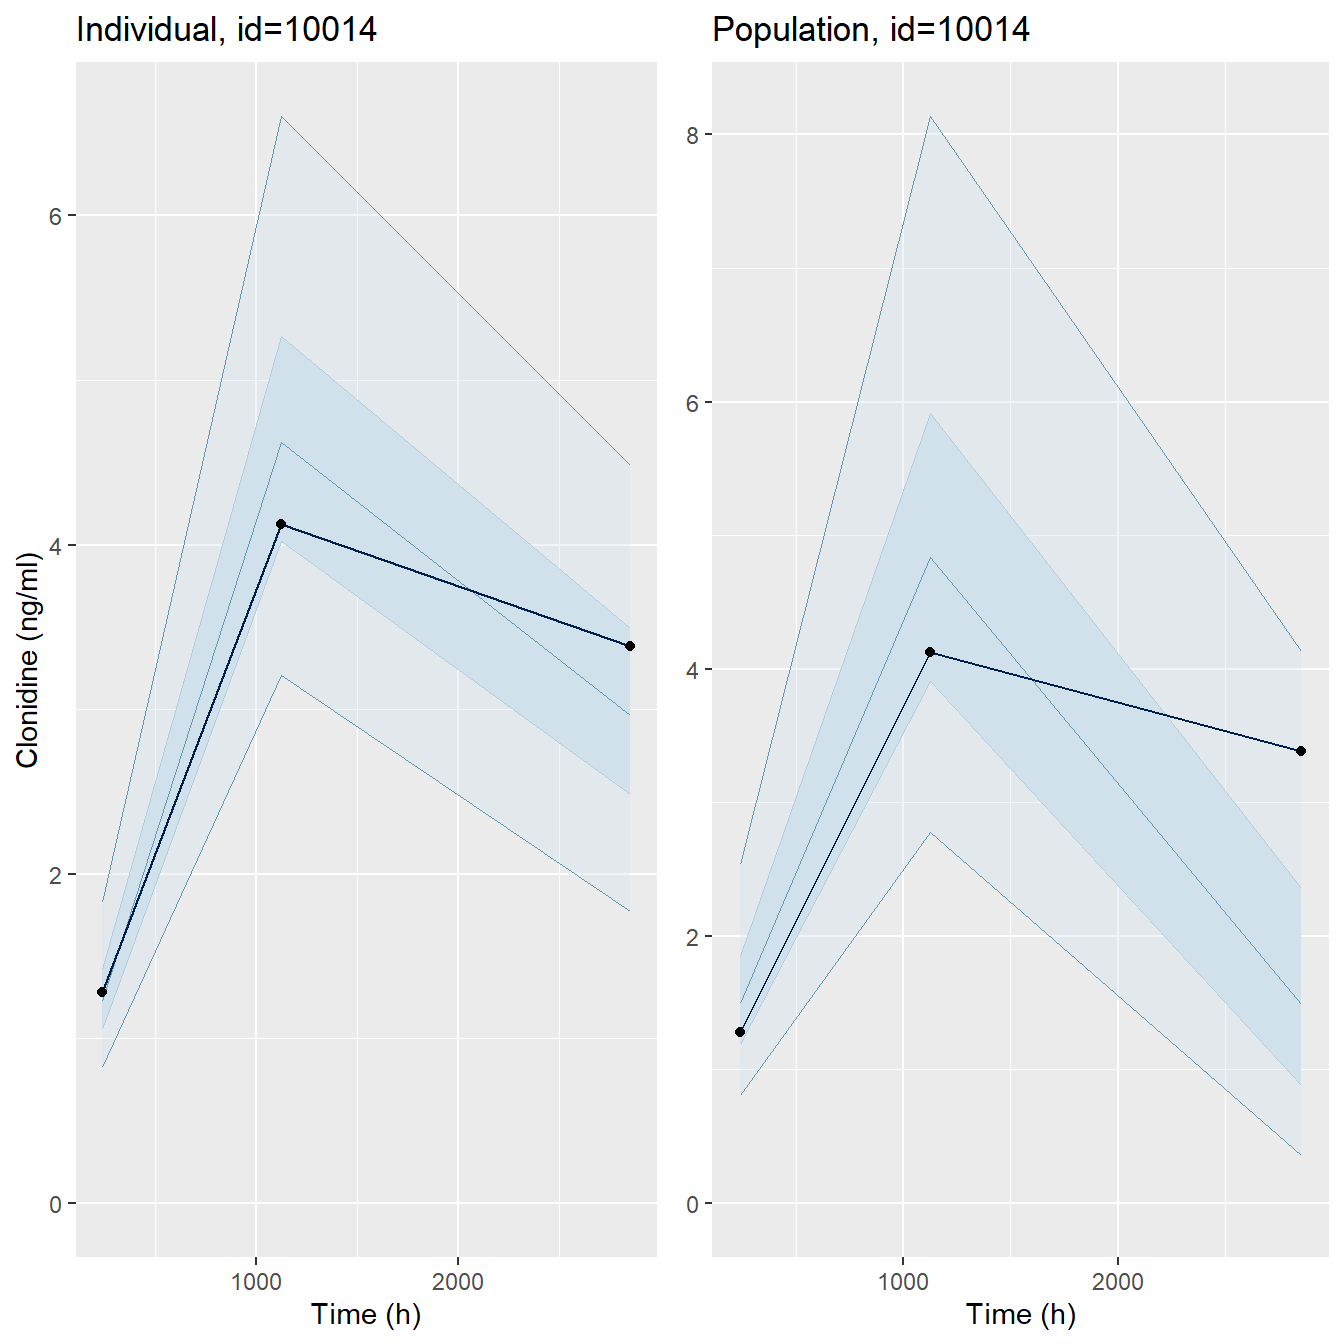 Individual, id=10014
Clonidine (ng/ml)
6
4
2
0
1000 2000
Time (h)
Population, id=10014
8
6
4
2
0
1000 2000
Time (h)